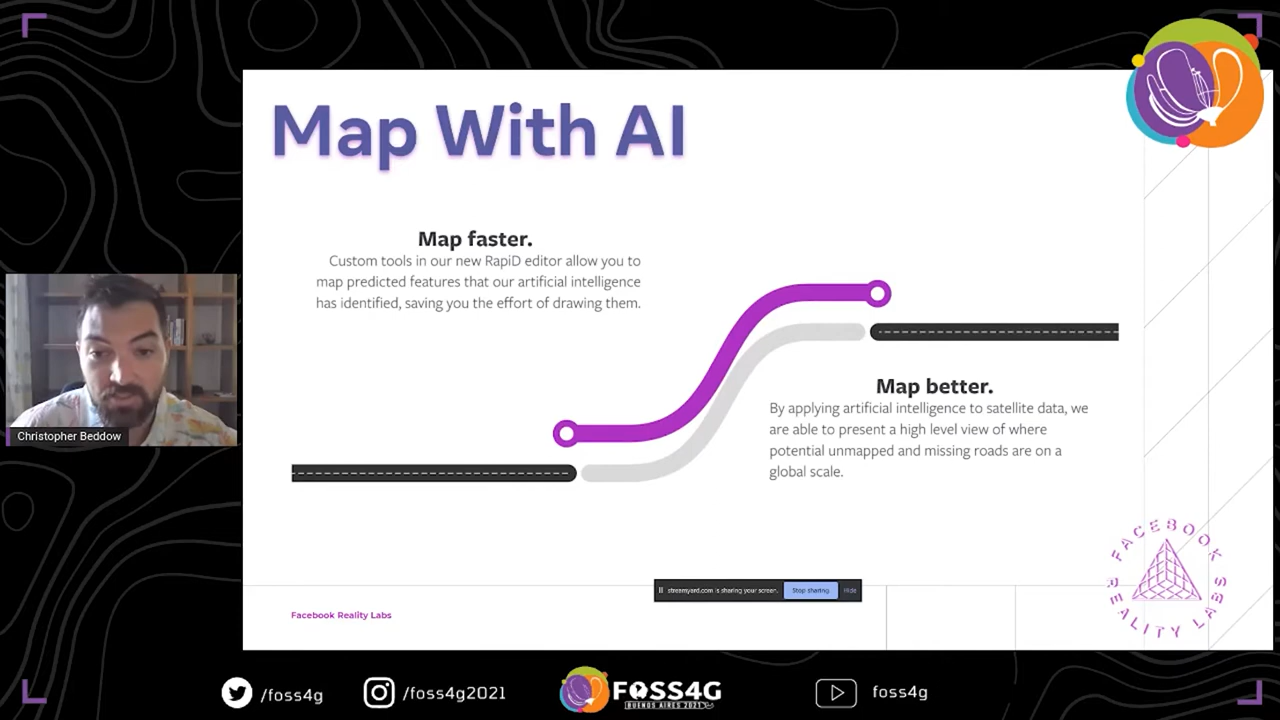 Map With AI
Map faster.
Custom tools in our new RapiD editor allow you to
map predicted features that our artificial intelligence
has identified, saving you the effort of drawing them.
Map better.
By applying artificial intelligence to satellite data, we
are able to present a high level view of where
potential unmapped and missing roads are on a
global scale.
Christopher Beddow
FACEBOOK
REALITY LABS
streamyard.com is sharing your screen.
Stop sharing
Hide
Facebook Reality Labs
/foss4g
/foss4g2021
FOSS4G
BUENOS AIRES 2021
foss4g